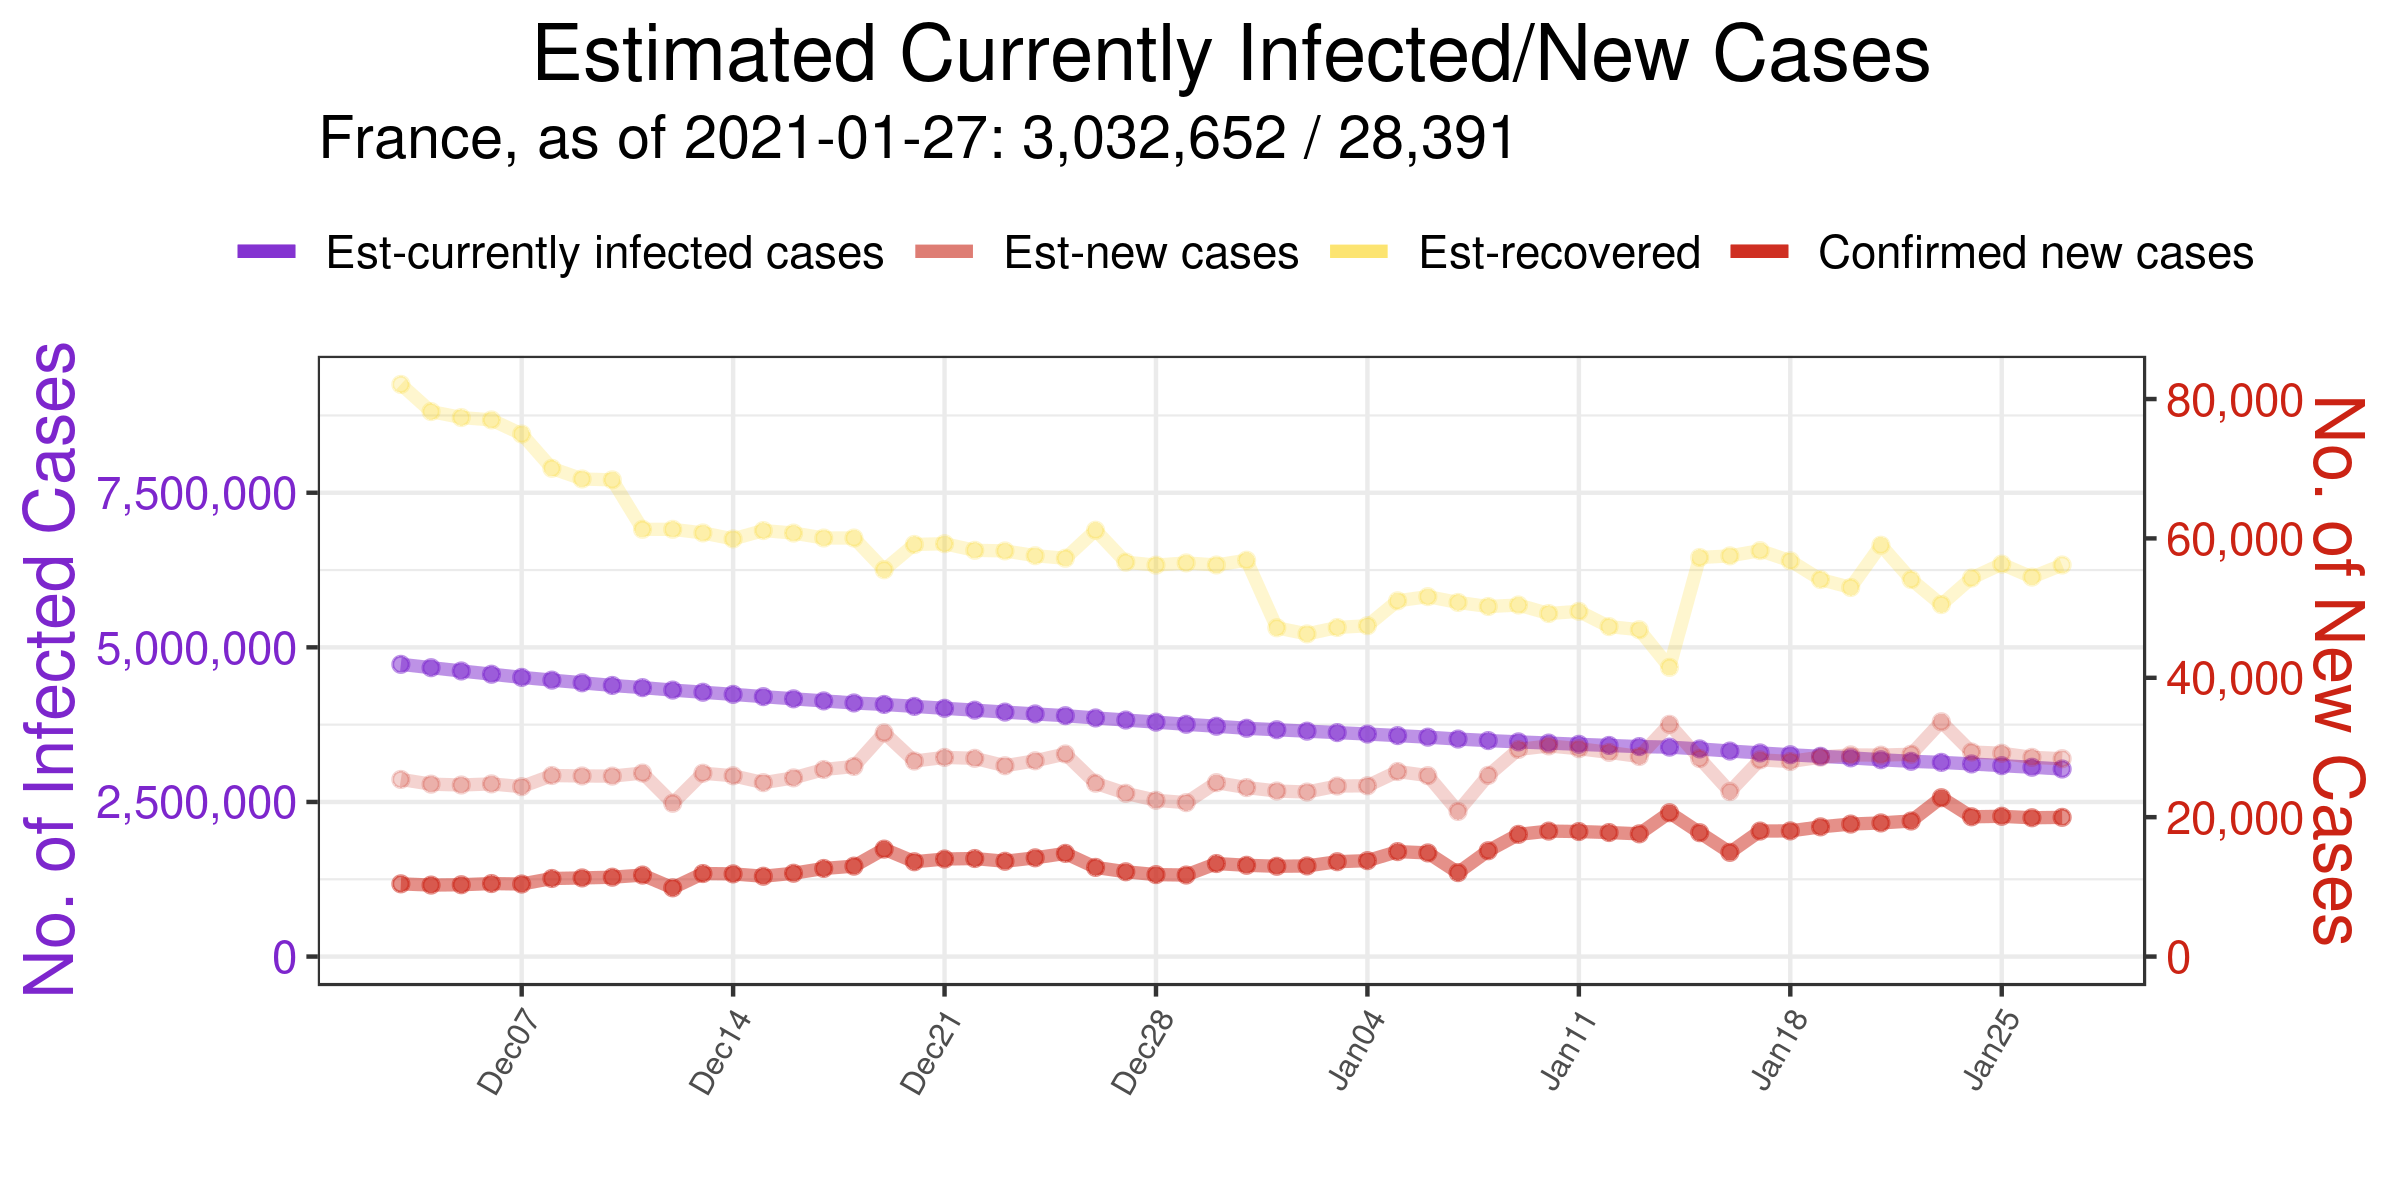 Estimated Currently Infected/New Cases
France, as of 2021-01-27: 3,032,652 / 28,391
Est-currently infected cases Est-new cases Est-recovered Confirmed new cases
No. of Infected Cases
7,500,000
5,000,000
2,500,000
0
80,000
60,000
40,000
20,000
0
No. of New Cases
Dec07 Dec14 Dec21 Dec28 Jan04 Jan11 Jan18 Jan25